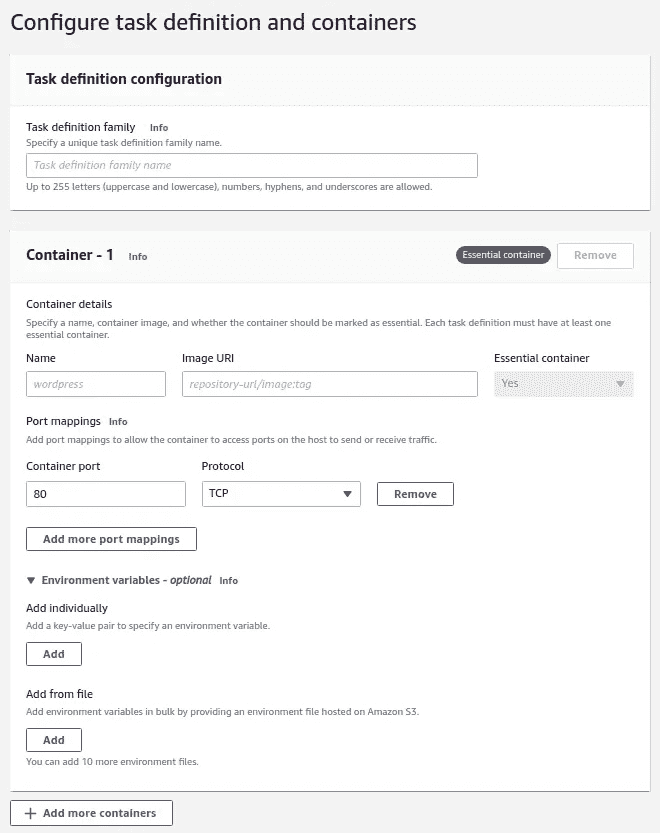 Configure task definition and containers
Task definition configuration
Task definition family Info
Specify a unique task definition family name.
Task definition family name
Up to 255 letters (uppercase and lowercase), numbers, hyphens, and underscores are allowed.
Container - 1 Info Essential container Remove
Container details
Specify a name, container image, and whether the container should be marked as essential. Each task definition must have at least one
essential container.
Name Image URI Essential container
wordpress repository-url/image:tag Yes
Port mappings Info
Add port mappings to allow the container to access ports on the host to send or receive traffic.
Container port Protocol
80 TCP Remove
Add more port mappings
Environment variables - optional Info
Add individually
Add a key-value pair to specify an environment variable.
Add
Add from file
Add environment variables in bulk by providing an environment file hosted on Amazon S3.
Add
You can add 10 more environment files.
+ Add more containers